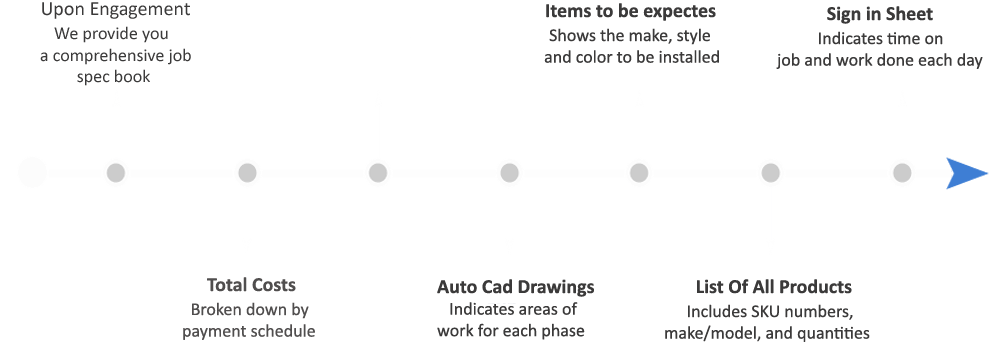 Upon Engagement
We provide you
a comprehensive job
spec book
Total Costs
Broken down by
payment schedule
Auto Cad Drawings
Indicates areas of
work for each phase
Items to be expectes
Shows the make, style
and color to be installed
List Of All Products
Includes SKU numbers,
make/model, and quantities
Sign in Sheet
Indicates time on
job and work done each day